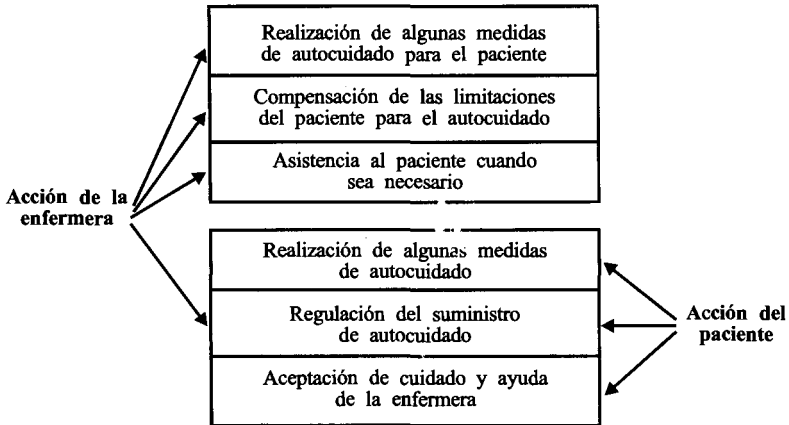 Realización de algunas medidas
de autocuidado para el paciente
Compensación de las limitaciones
del paciente para el autocuidado
Asistencia al paciente cuando
sea necesario
Acción de la
enfermera
Realización de algunas medidas
de autocuidado
Regulación del suministro
de autocuidado
Acción del
paciente
Aceptación de cuidado y ayuda
de la enfermera